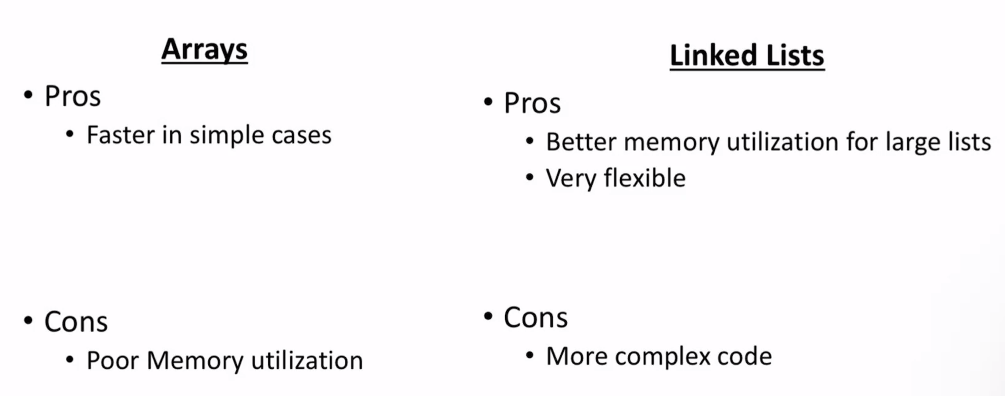 Arrays
• Pros
• Faster in simple cases
• Cons
• Poor Memory utilization
Linked Lists
• Pros
• Better memory utilization for large lists
• Very flexible
• Cons
• More complex code